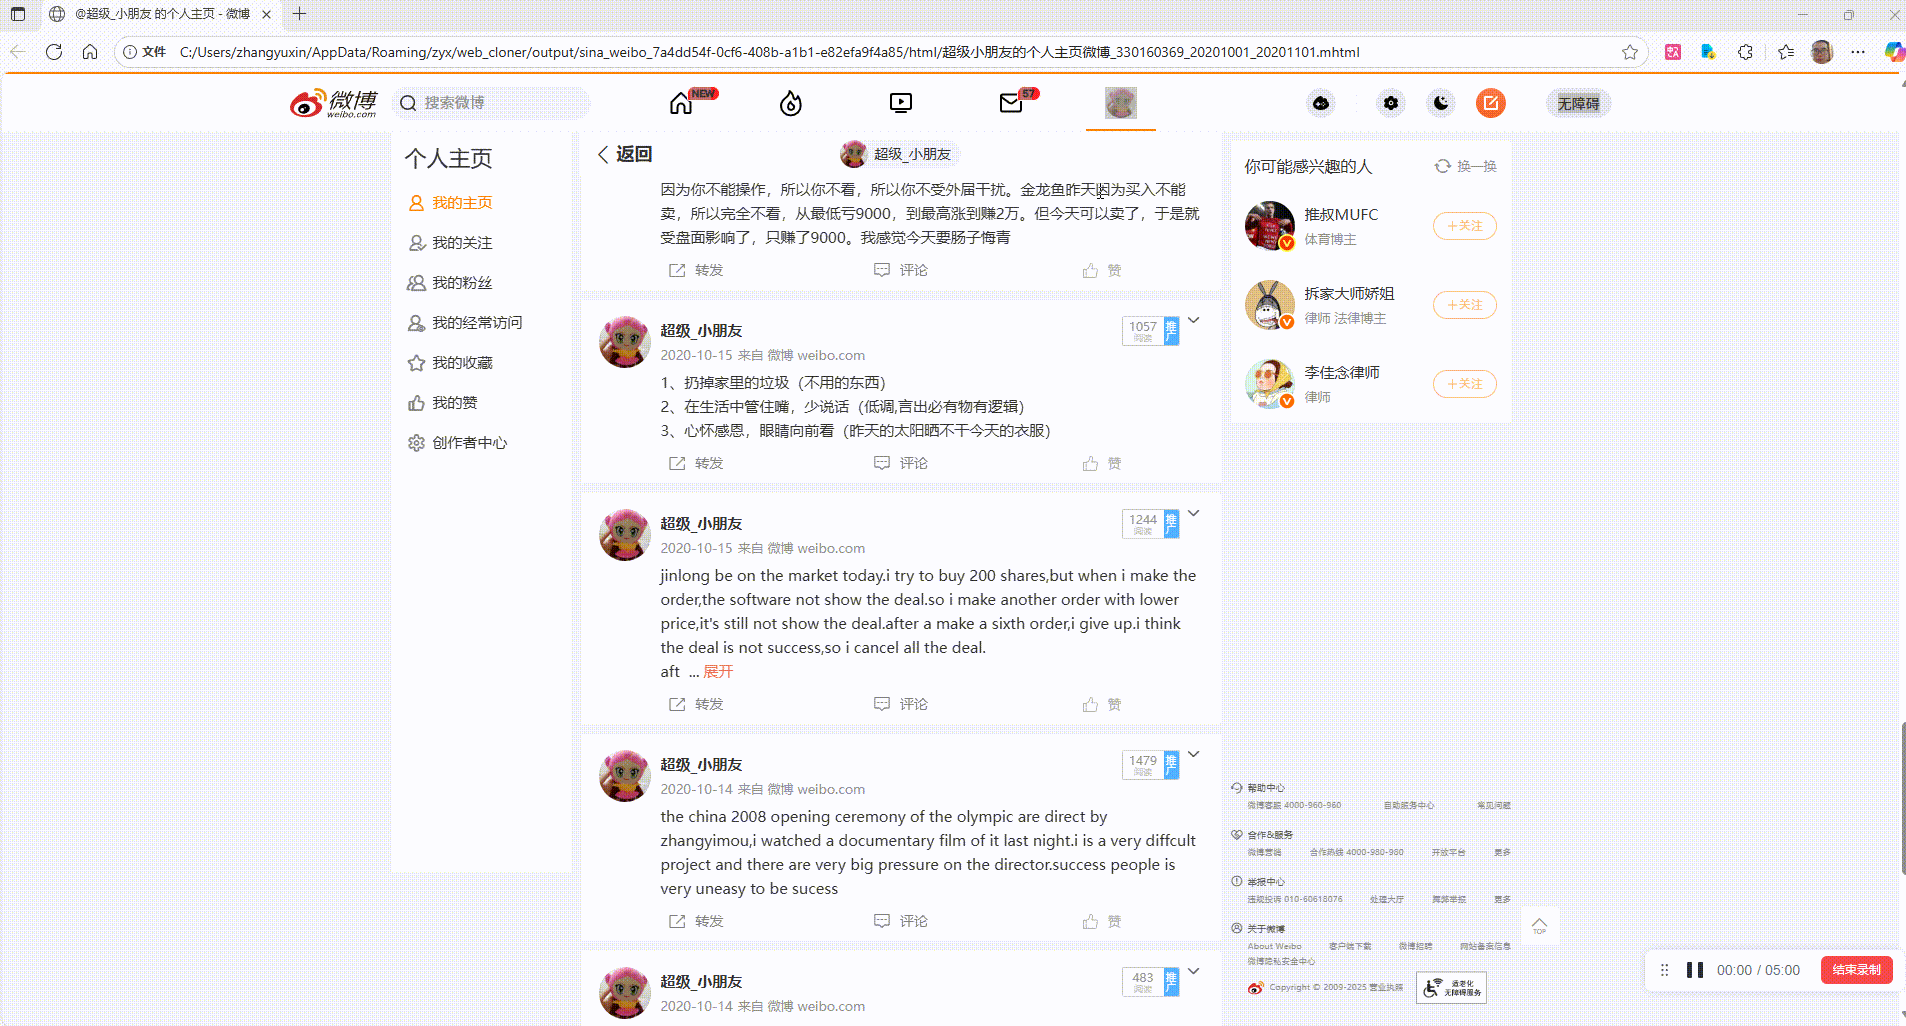 @超级_小朋友 的个人主页 - 微博
文件 C:/Users/zhangyuxin/AppData/Roaming/zyx/web_cloner/output/sina_weibo_7a4dd54f-0cf6-408b-a1b1-e82efa9f4a85/html/超级小朋友的个人主页微博_330160369_20201001_20201101.mhtml
微博
weibo.com
搜索微博
NEW
57
无障碍
个人主页
我的主页
我的关注
我的粉丝
我的经常访问
我的收藏
我的赞
创作者中心
返回
超级_小朋友
因为你不能操作，所以你不看，所以你不受外届干扰。金龙鱼昨天因为买入不能
卖，所以完全不看，从最低亏9000，到最高涨到赚2万。但今天可以卖了，于是就
受盘面影响了，只赚了9000。我感觉今天要肠子悔青
转发 评论 赞
超级_小朋友
1057 阅读 推广
2020-10-15 来自 微博 weibo.com
1、扔掉家里的垃圾（不用的东西）
2、在生活中管住嘴，少说话（低调,言出必有物有逻辑）
3、心怀感恩，眼睛向前看（昨天的太阳晒不干今天的衣服）
转发 评论 赞
超级_小朋友
1244 阅读 推广
2020-10-15 来自 微博 weibo.com
jinlong be on the market today.i try to buy 200 shares,but when i make the
order,the software not show the deal.so i make another order with lower
price,it's still not show the deal.after a make a sixth order,i give up.i think
the deal is not success,so i cancel all the deal.
aft ... 展开
转发 评论 赞
超级_小朋友
1479 阅读 推广
2020-10-14 来自 微博 weibo.com
the china 2008 opening ceremony of the olympic are direct by
zhangyimou,i watched a documentary film of it last night.i is a very diffcult
project and there are very big pressure on the director.success people is
very uneasy to be sucess
转发 评论 赞
超级_小朋友
483 阅读 推广
2020-10-14 来自 微博 weibo.com
你可能感兴趣的人
换一换
推叔MUFC
体育博主
+关注
拆家大师娇姐
律师 法律博主
+关注
李佳念律师
律师
+关注
帮助中心
微博客服 4000-960-960 自助服务中心 常见问题
合作&服务
微博营销 合作热线 4000-980-980 开放平台 更多
举报中心
违规投诉 010-60618076 处理大厅 舞弊举报 更多
关于微博
About Weibo 客户端下载 微博招聘 网站备案信息
微博隐私安全中心
Copyright © 2009-2025 营业执照
适老化
无障碍服务
TOP
00:00 / 05:00
结束录制